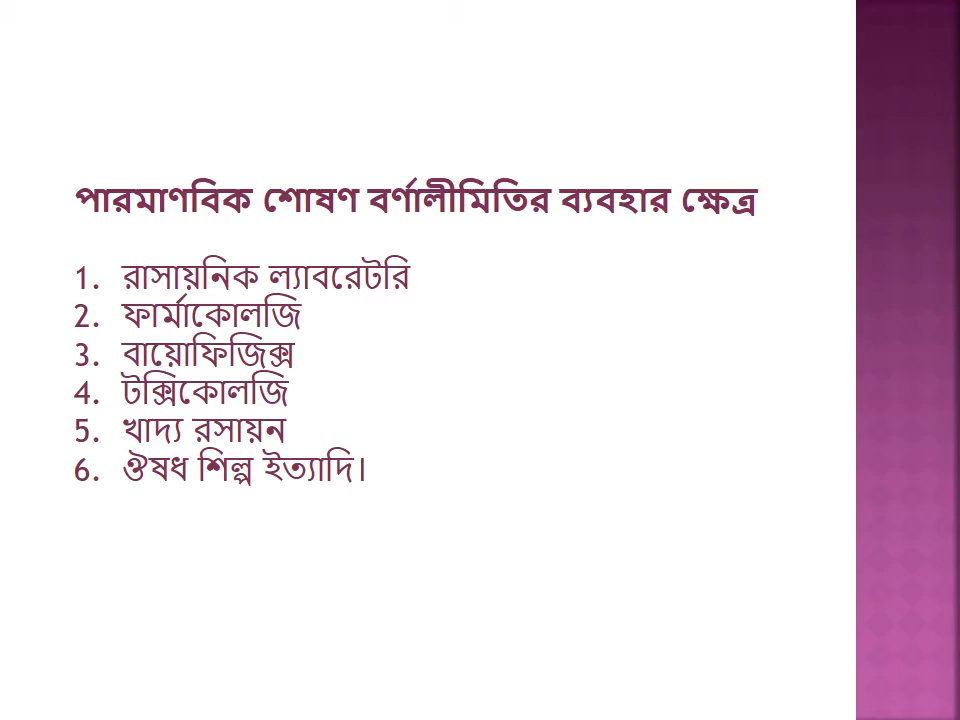 পারমাণবিক শোষণ বর্ণালীমিতির ব্যবহার ক্ষেত্র
1. রাসায়নিক ল্যাবরেটরি
2. ফার্মাকোলজি
3. বায়োফিজিক্স
4. টক্সিকোলজি
5. খাদ্য রসায়ন
6. ঔষধ শিল্প ইত্যাদি।